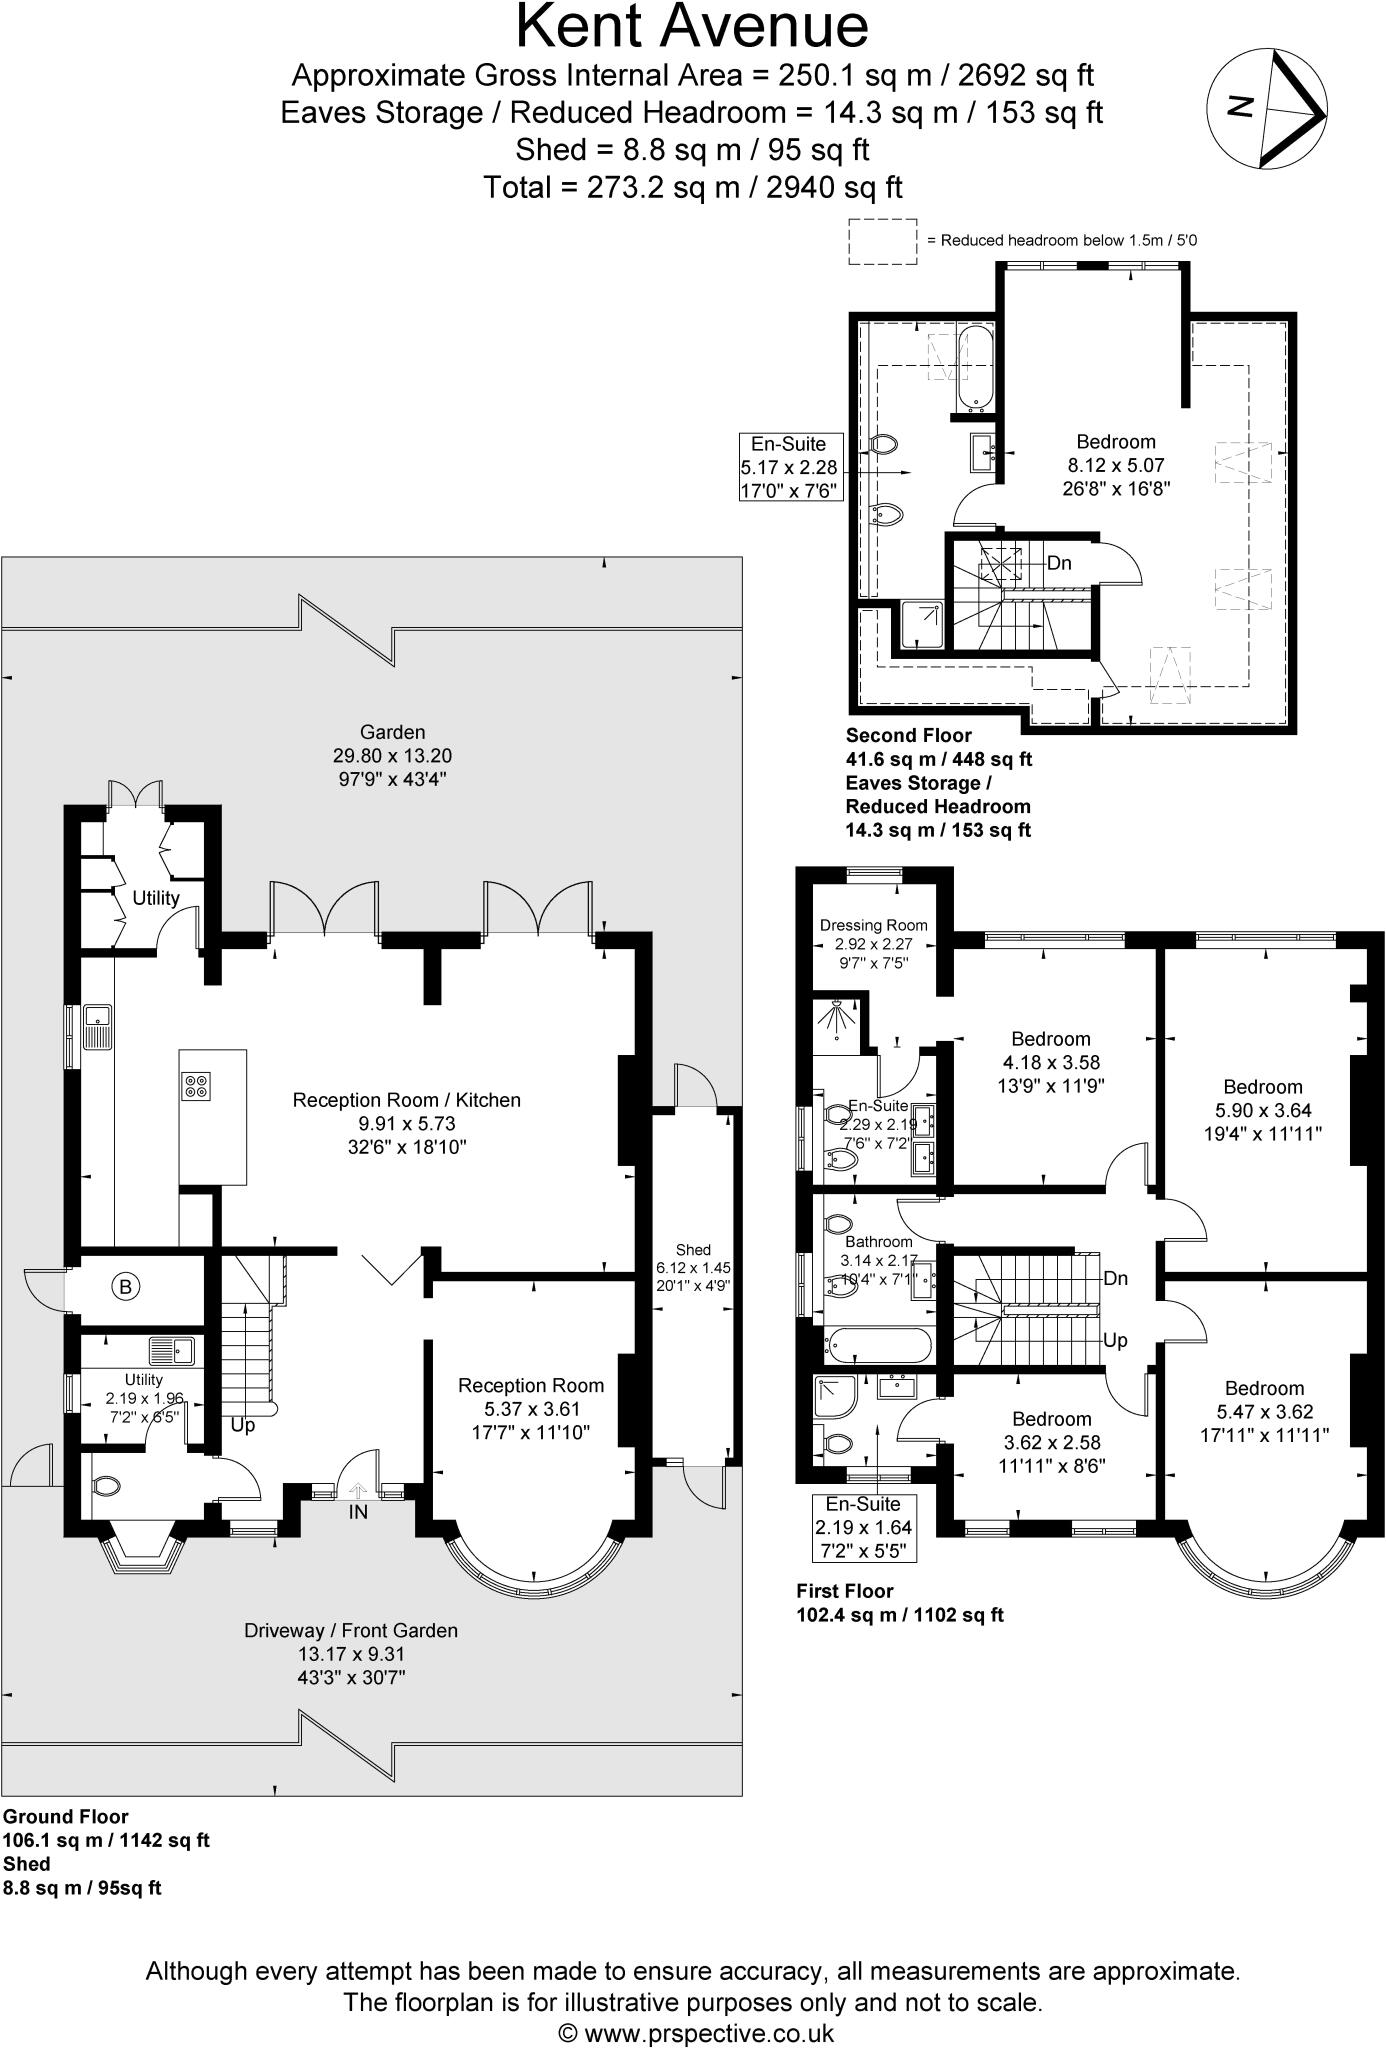 Kent Avenue
Approximate Gross Internal Area = 250.1 sq m / 2692 sq ft
Eaves Storage / Reduced Headroom = 14.3 sq m / 153 sq ft
Shed = 8.8 sq m / 95 sq ft
Total = 273.2 sq m / 2940 sq ft
N
= Reduced headroom below 1.5m / 5'0
En-Suite
5.17 x 2.28
17'0" x 7'6"
Bedroom
8.12 x 5.07
26'8" x 16'8"
Dn
Second Floor
41.6 sq m / 448 sq ft
Eaves Storage /
Reduced Headroom
14.3 sq m / 153 sq ft
Garden
29.80 x 13.20
97'9" x 43'4"
Utility
Reception Room / Kitchen
9.91 x 5.73
32'6" x 18'10"
Shed
6.12 x 1.45
20'1" x 4'9"
B
Utility
2.19 x 1.96
7'2" x 6'5"
Up
Reception Room
5.37 x 3.61
17'7" x 11'10"
IN
Driveway / Front Garden
13.17 x 9.31
43'3" x 30'7"
Ground Floor
106.1 sq m / 1142 sq ft
Shed
8.8 sq m / 95sq ft
Dressing Room
2.92 x 2.27
9'7" x 7'5"
Bedroom
4.18 x 3.58
13'9" x 11'9"
Bedroom
5.90 x 3.64
19'4" x 11'11"
En-Suite
2.29 x 2.19
7'6" x 7'2"
Bathroom
3.14 x 2.17
10'4" x 7'1"
Dn
Up
Bedroom
3.62 x 2.58
11'11" x 8'6"
Bedroom
5.47 x 3.62
17'11" x 11'11"
En-Suite
2.19 x 1.64
7'2" x 5'5"
First Floor
102.4 sq m / 1102 sq ft
Although every attempt has been made to ensure accuracy, all measurements are approximate.
The floorplan is for illustrative purposes only and not to scale.
© www.prspective.co.uk